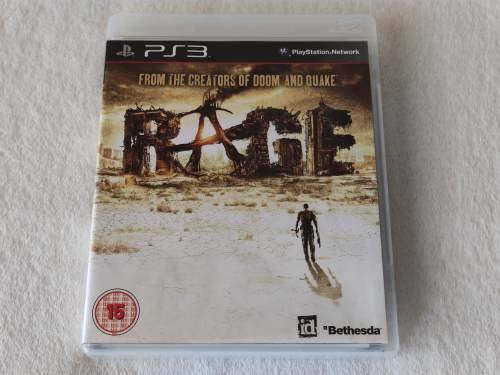 PS3 PlayStation Network
FROM THE CREATORS OF DOOM AND QUAKE
RAGE
15
id Bethesda